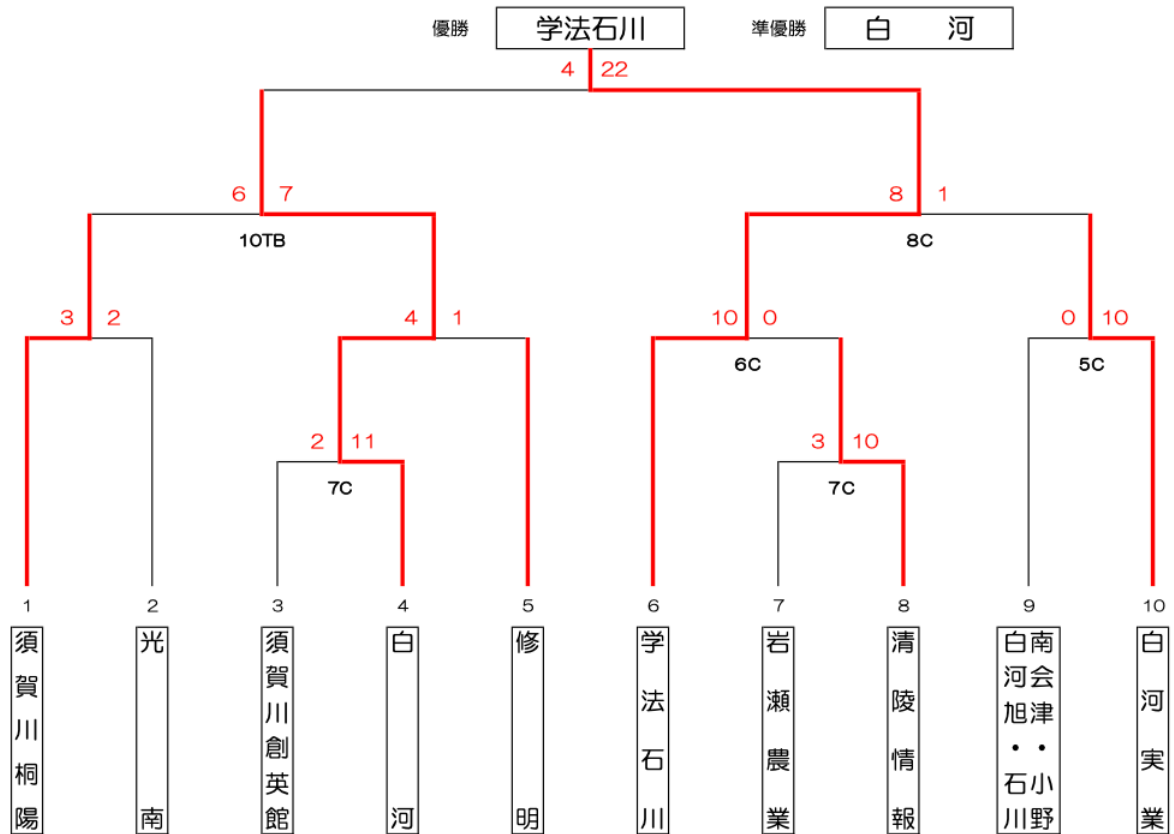 優勝 学法石川 準優勝 白 河
4 22
6 7 8 1
10TB 8C
3 2 4 1 10 0 0 10
6C 5C
2 11 3 10
7C 7C
1 2 3 4 5 6 7 8 9 10
須賀川桐陽
光南
須賀川創英館
白河
修明
学法石川
岩瀬農業
清陵情報
南会津・小野
白河旭・石川
白河実業